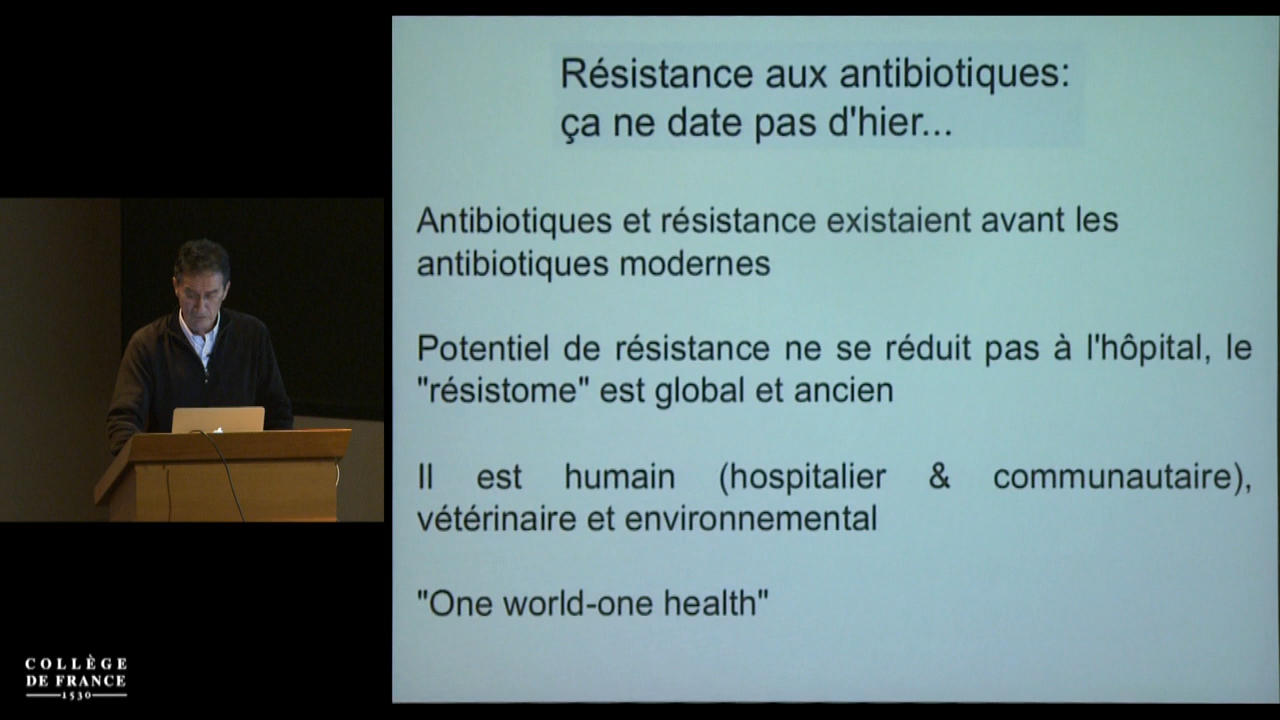 Résistance aux antibiotiques:
ça ne date pas d'hier...
Antibiotiques et résistance existaient avant les
antibiotiques modernes
Potentiel de résistance ne se réduit pas à l'hôpital, le
"résistome" est global et ancien
Il est humain (hospitalier & communautaire),
vétérinaire et environnemental
"One world-one health"
COLLÈGE
DE FRANCE
1530